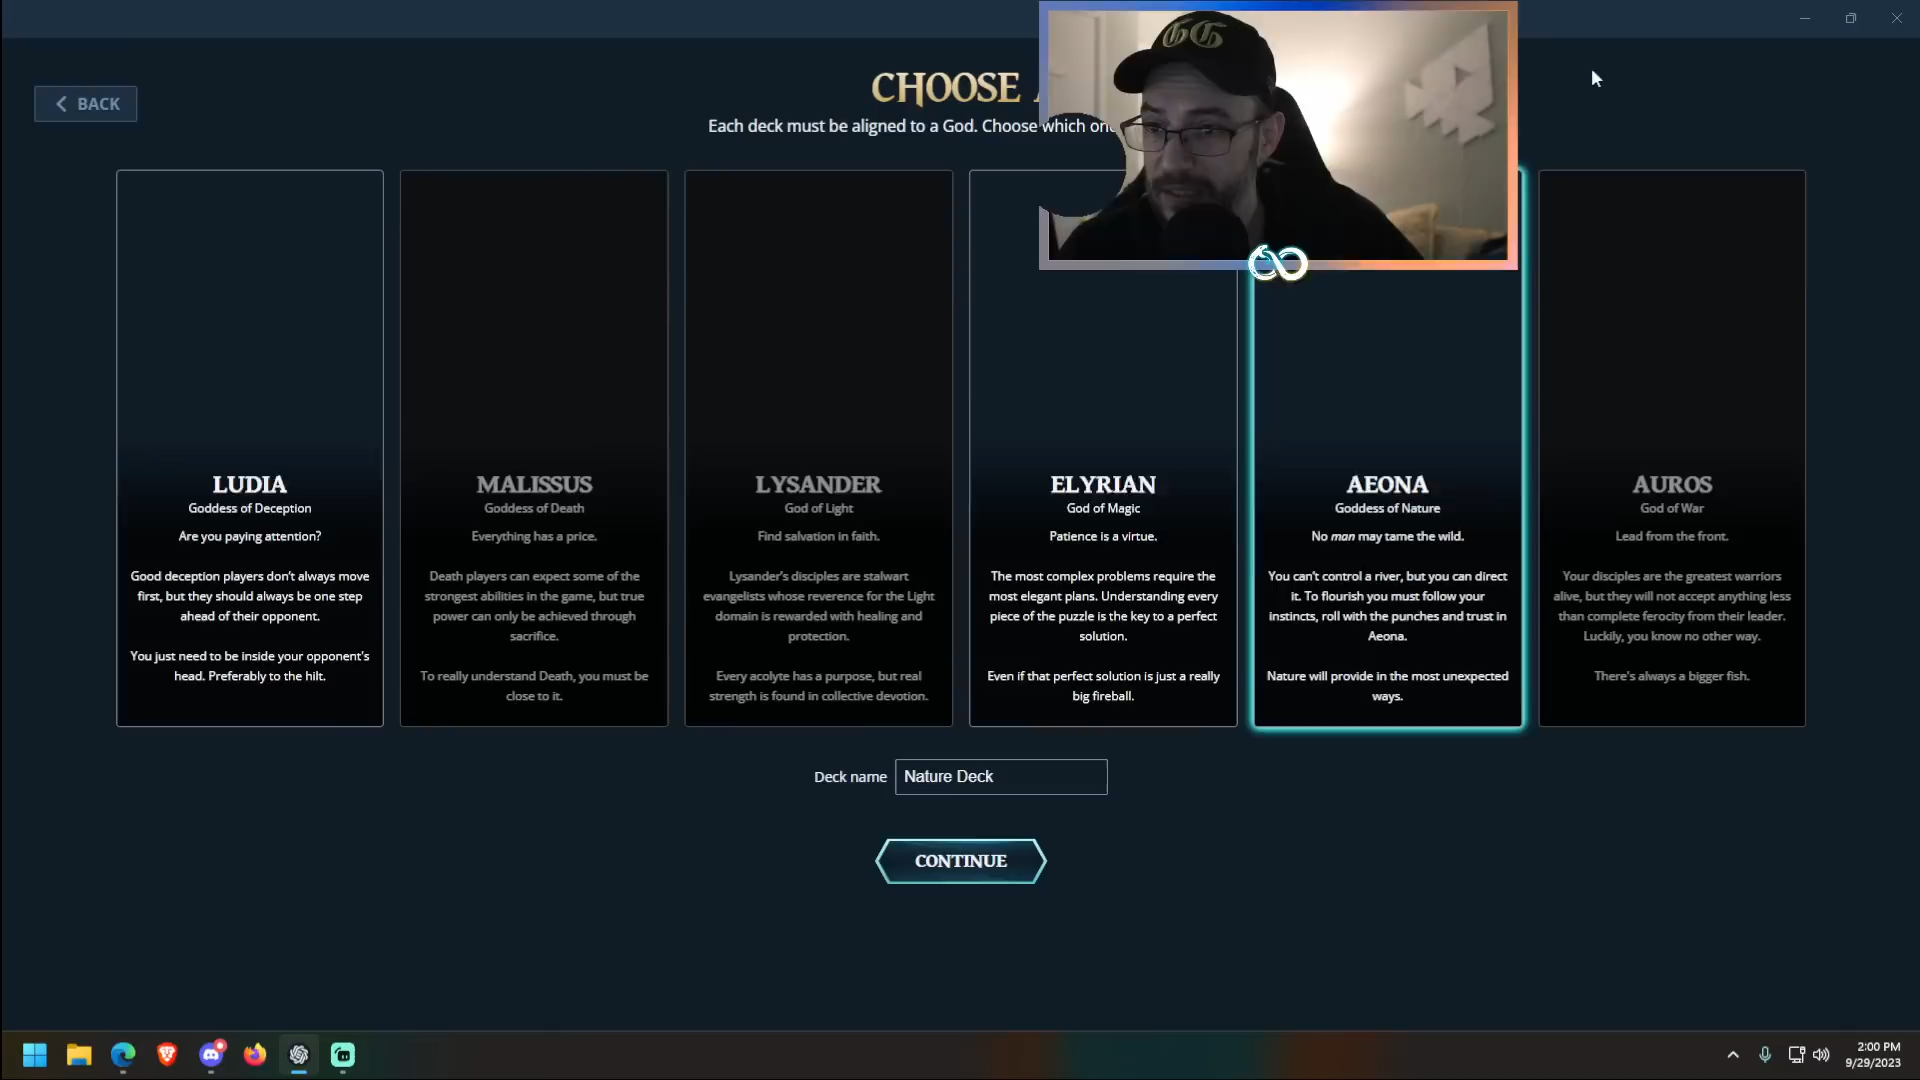 BACK
CHOOSE
Each deck must be aligned to a God. Choose which
GG
LUDIA
Goddess of Deception
Are you paying attention?
Good deception players don't always move
first, but they should always be one step
ahead of their opponent.
You just need to be inside your opponent's
head. Preferably to the hilt.
MALISSUS
Goddess of Death
Everything has a price.
Death players can expect some of the
strongest abilities in the game, but true
power can only be achieved through
sacrifice.
To really understand Death, you must be
close to it.
LYSANDER
God of Light
Find salvation in faith.
Lysander's disciples are stalwart
evangelists whose reverence for the Light
domain is rewarded with healing and
protection.
Every acolyte has a purpose, but real
strength is found in collective devotion.
ELYRIAN
God of Magic
Patience is a virtue.
The most complex problems require the
most elegant plans. Understanding every
piece of the puzzle is the key to a perfect
solution.
Even if that perfect solution is just a really
big fireball.
AEONA
Goddess of Nature
No man may tame the wild.
You can't control a river, but you can direct
it. To flourish you must follow your
instincts, roll with the punches and trust in
Aeona.
Nature will provide in the most unexpected
ways.
AUROS
God of War
Lead from the front.
Your disciples are the greatest warriors
alive, but they will not accept anything less
than complete ferocity from their leader.
Luckily, you know no other way.
There's always a bigger fish.
Deck name Nature Deck
CONTINUE
2:00 PM
9/29/2023